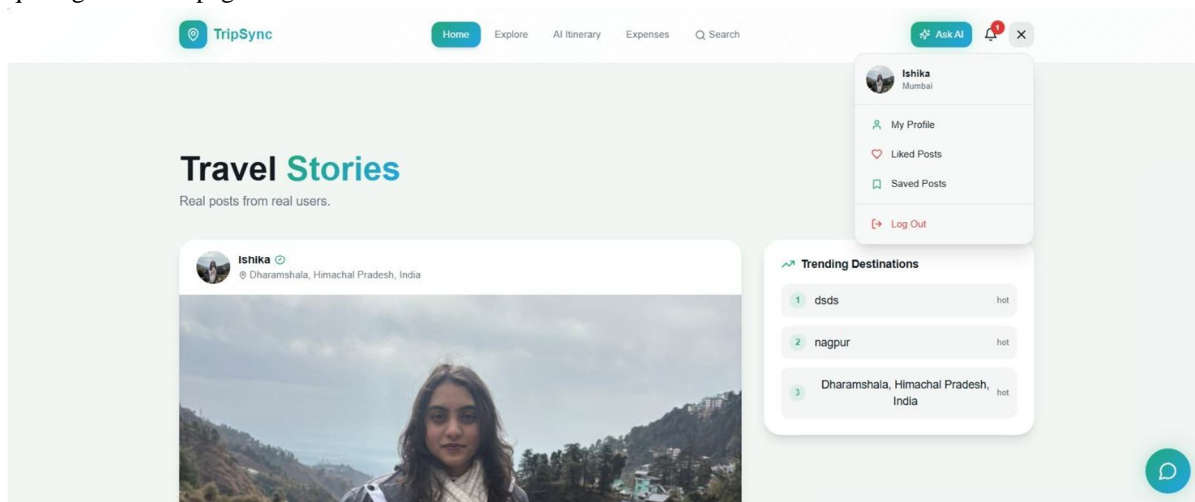 TripSync
Home Explore AI Itinerary Expenses Search
Ask AI 1
Ishika
Mumbai
My Profile
Liked Posts
Saved Posts
Log Out
Travel Stories
Real posts from real users.
Ishika
Dharamshala, Himachal Pradesh, India
Trending Destinations
1 dsds hot
2 nagpur hot
3 Dharamshala, Himachal Pradesh, India hot